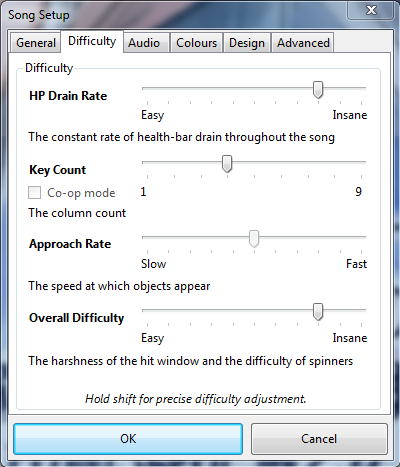 Song Setup
General Difficulty Audio Colours Design Advanced
Difficulty
HP Drain Rate
Easy Insane
The constant rate of health-bar drain throughout the song
Key Count
Co-op mode 1 9
The column count
Approach Rate
Slow Fast
The speed at which objects appear
Overall Difficulty
Easy Insane
The harshness of the hit window and the difficulty of spinners
Hold shift for precise difficulty adjustment.
OK Cancel